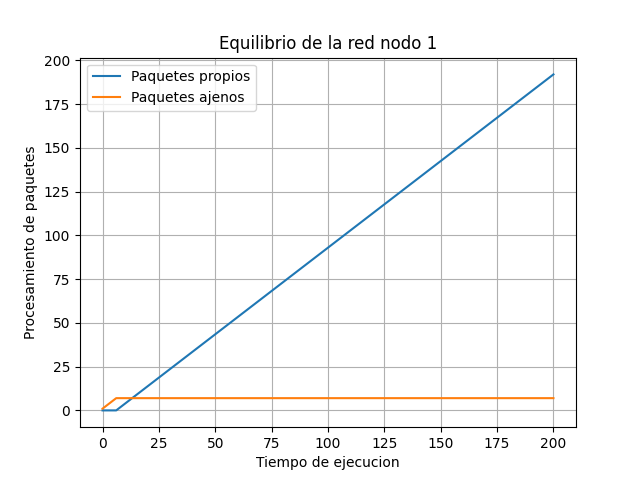 Equilibrio de la red nodo 1
Paquetes propios
Paquetes ajenos
Procesamiento de paquetes
200
175
150
125
100
75
50
25
0
0 25 50 75 100 125 150 175 200
Tiempo de ejecucion